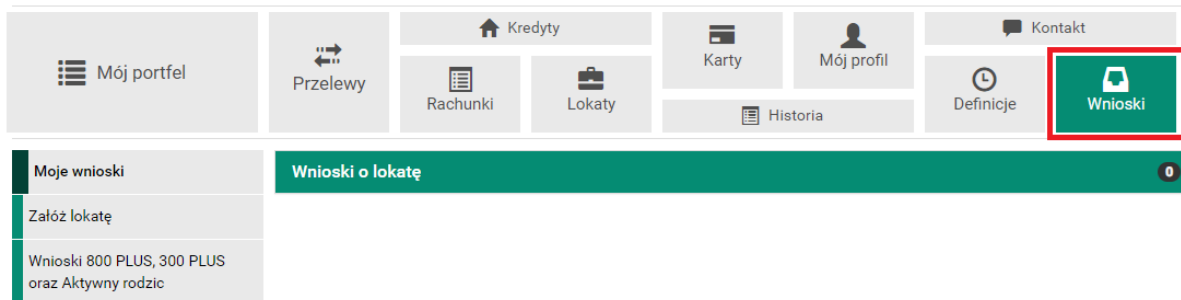 Mój portfel
Przelewy
Kredyty
Rachunki
Lokaty
Karty
Mój profil
Historia
Kontakt
Definicje
Wnioski
Moje wnioski
Załóż lokatę
Wnioski 800 PLUS, 300 PLUS
oraz Aktywny rodzic
Wnioski o lokatę
0